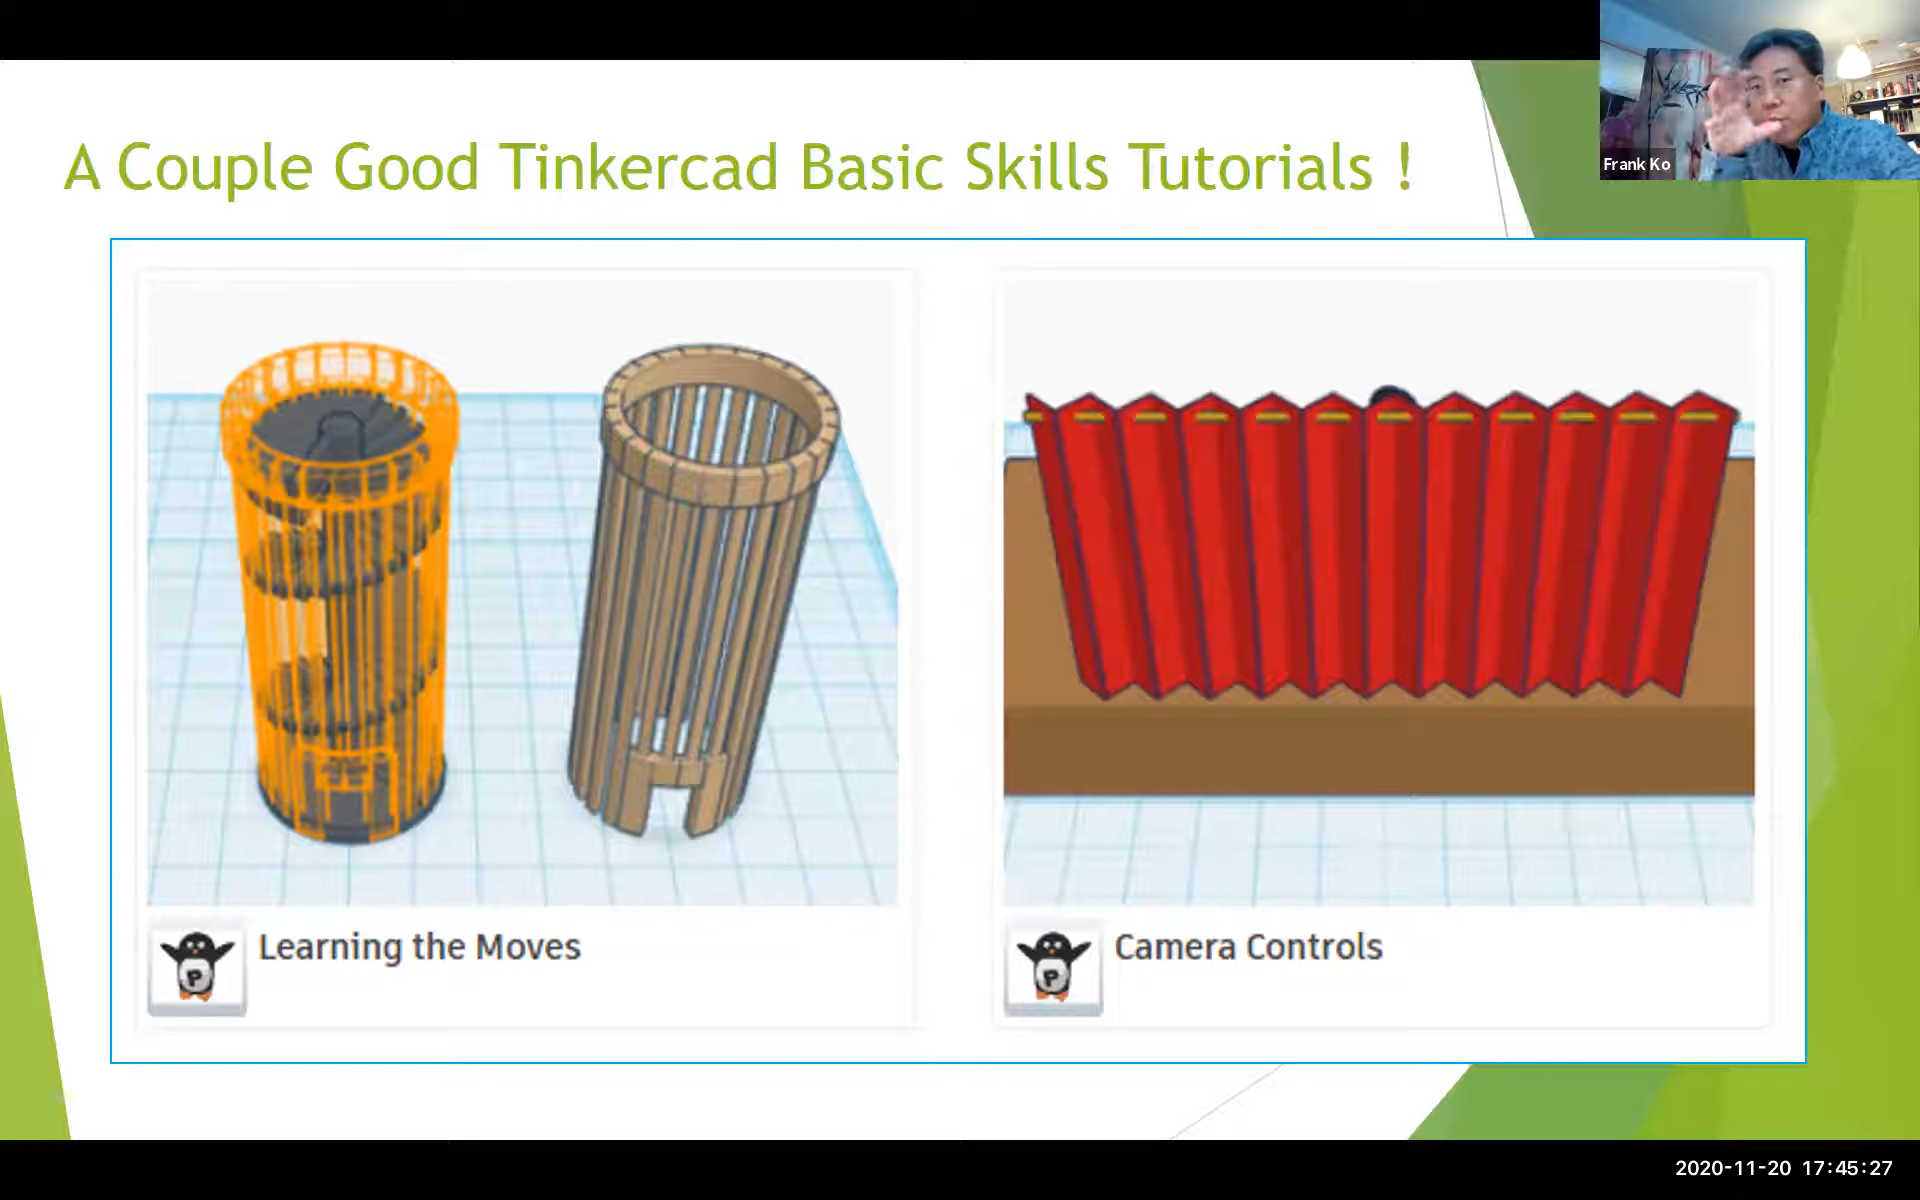 Frank Ko
A Couple Good Tinkercad Basic Skills Tutorials !
P
Learning the Moves
P
Camera Controls
2020-11-20 17:45:27